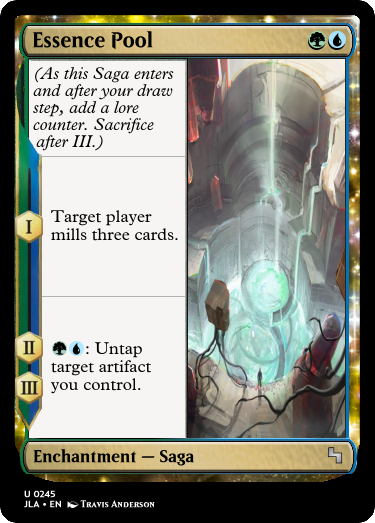 Essence Pool
(As this Saga enters
and after your draw
step, add a lore
counter. Sacrifice
after III.)
I
Target player
mills three cards.
II
III
: Untap
target artifact
you control.
Enchantment — Saga
U 0245
JLA • EN Travis Anderson